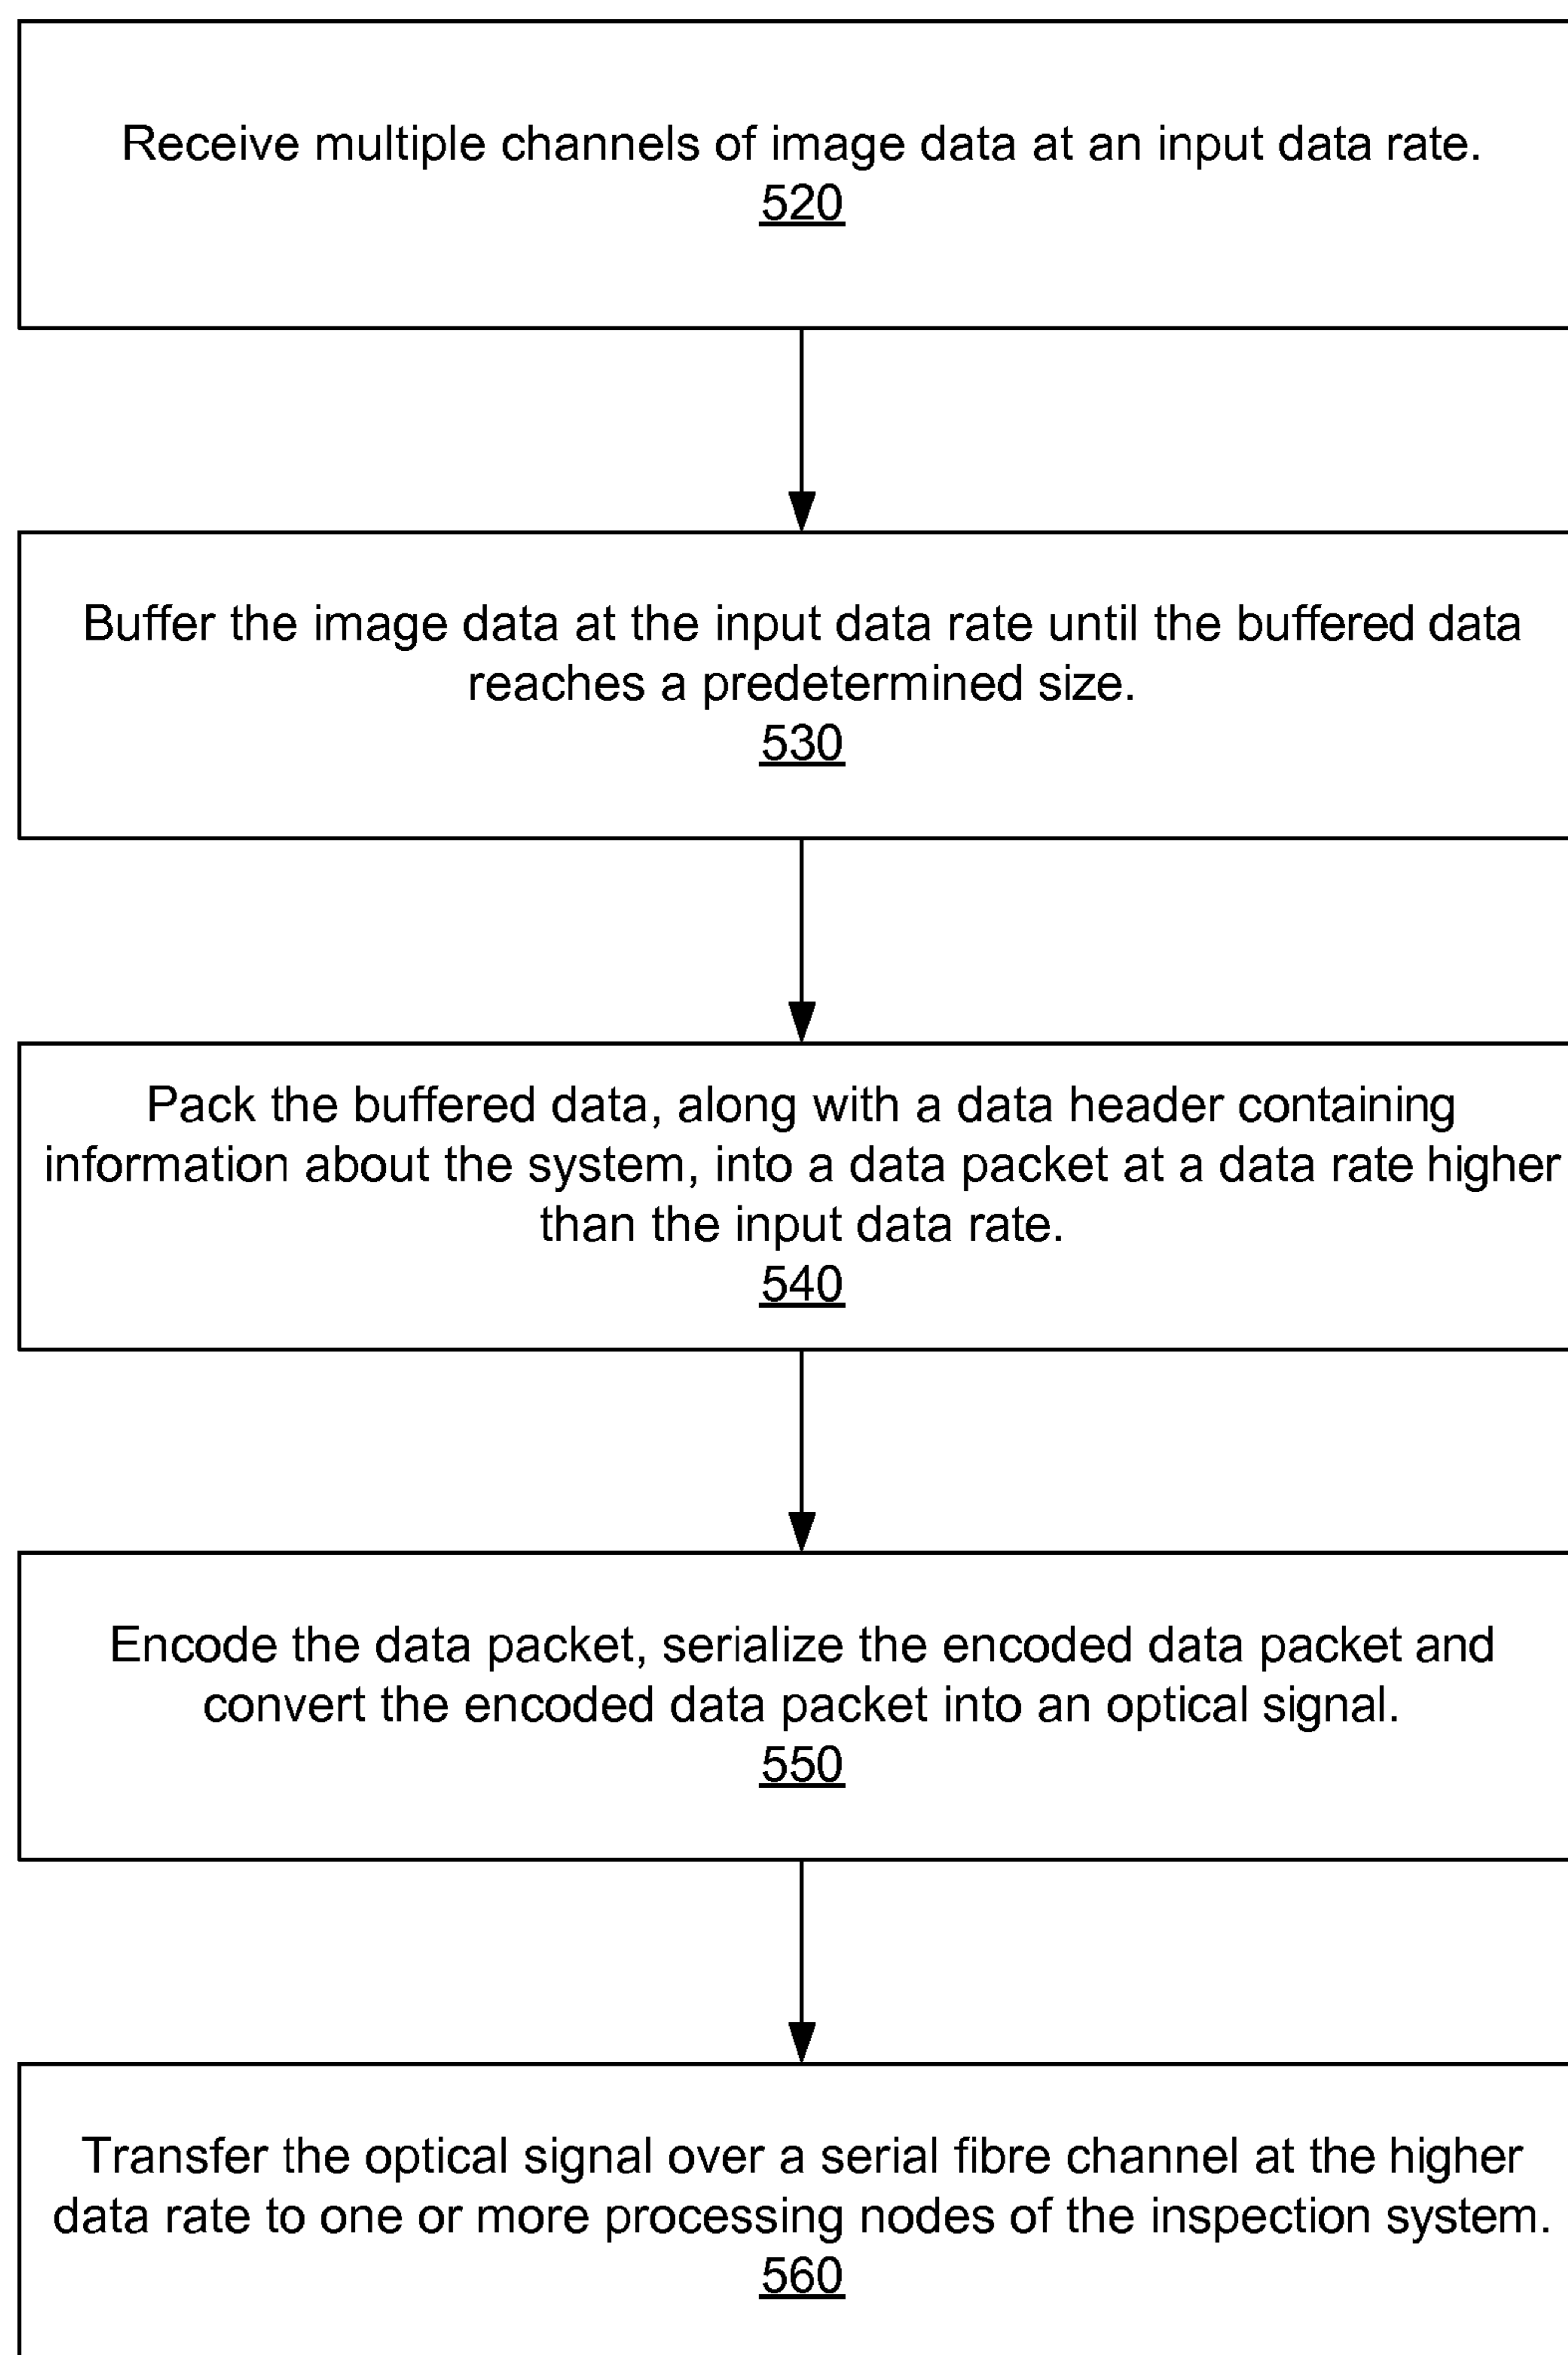 Receive multiple channels of image data at an input data rate.
520
Buffer the image data at the input data rate until the buffered data
reaches a predetermined size.
530
Pack the buffered data, along with a data header containing
information about the system, into a data packet at a data rate higher
than the input data rate.
540
Encode the data packet, serialize the encoded data packet and
convert the encoded data packet into an optical signal.
550
Transfer the optical signal over a serial fibre channel at the higher
data rate to one or more processing nodes of the inspection system.
560